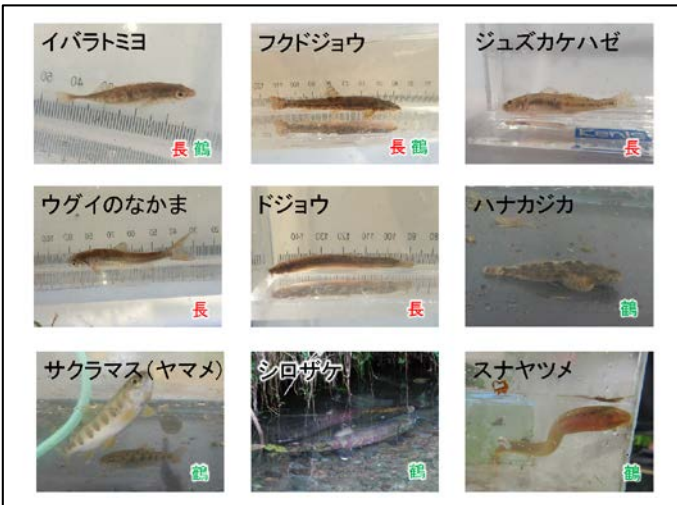 イバラトミヨ
長 鶴
フクドジョウ
長 鶴
ジュズカケハゼ
長
ウグイのなかま
長
ドジョウ
長
ハナカジカ
鶴
サクラマス(ヤマメ)
鶴
シロザケ
鶴
スナヤツメ
鶴